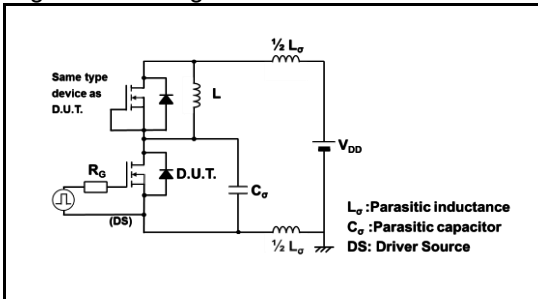 ½ Lσ
Same type
device as
D.U.T.
L
VDD
RG
D.U.T.
Cσ
(DS)
½ Lσ
Lσ :Parasitic inductance
Cσ :Parasitic capacitor
DS: Driver Source